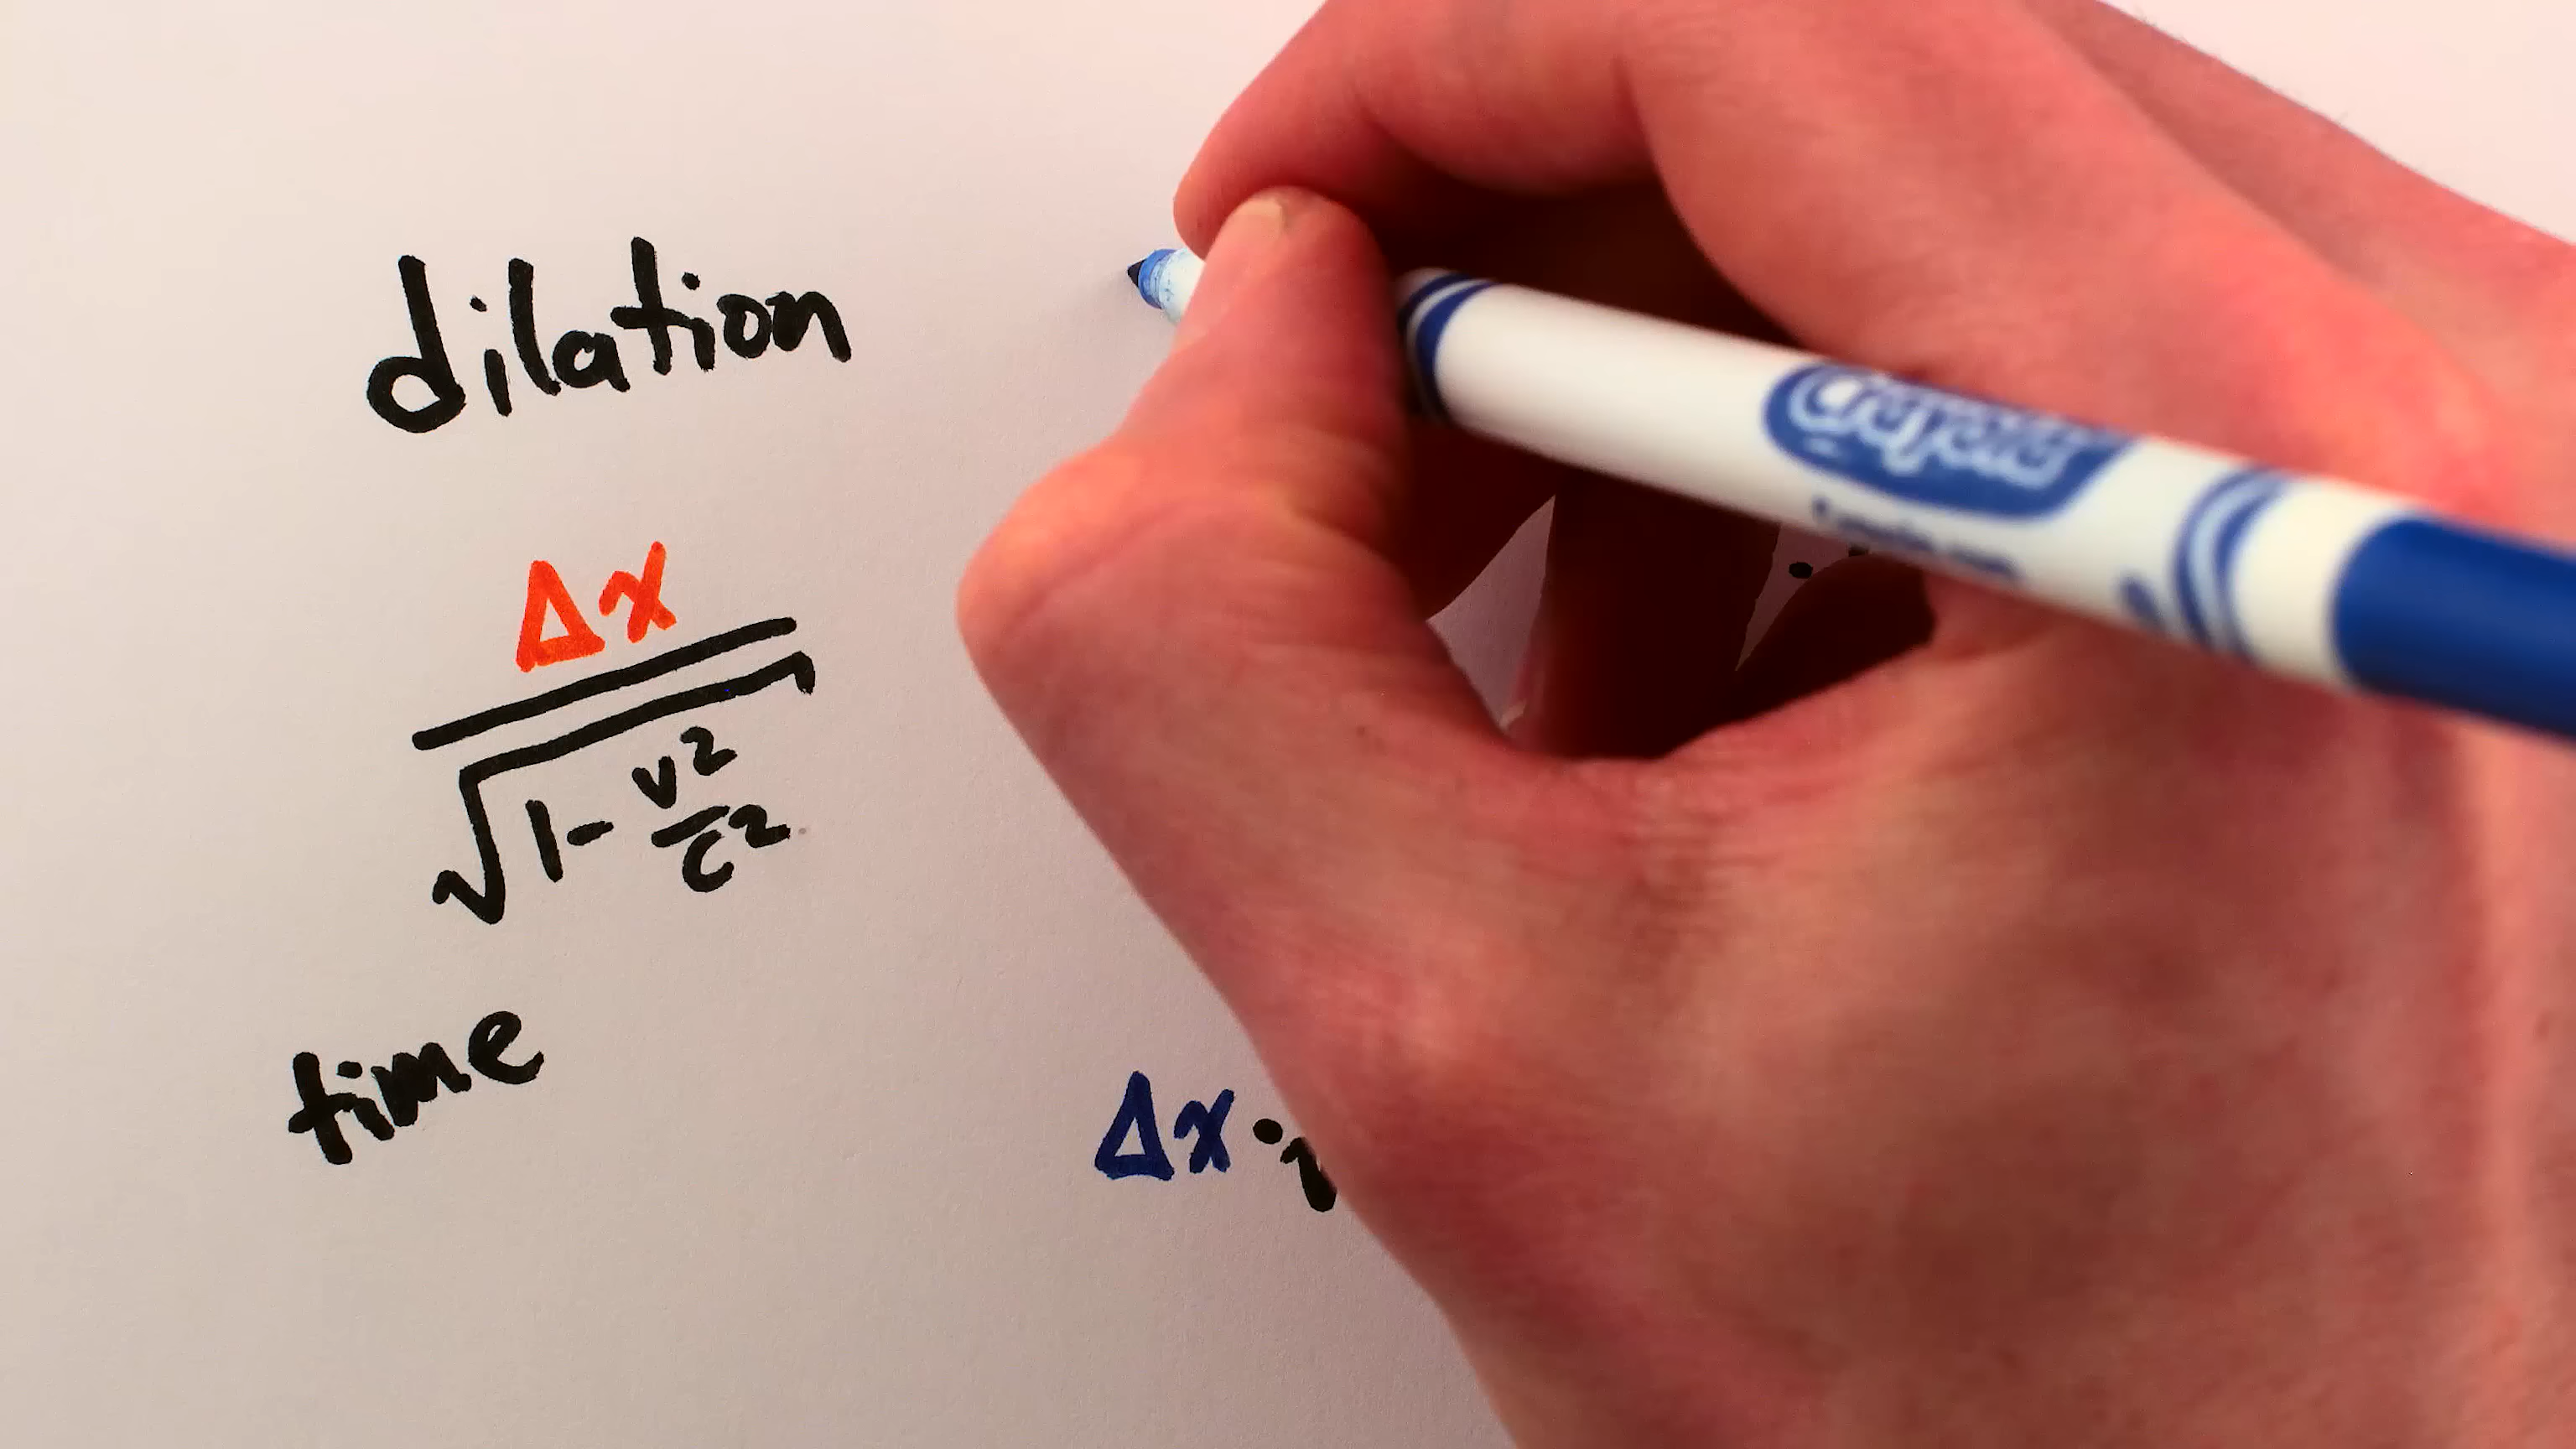 dilation
Δx
√1-v²/c²
time
Δx ·
Crayola